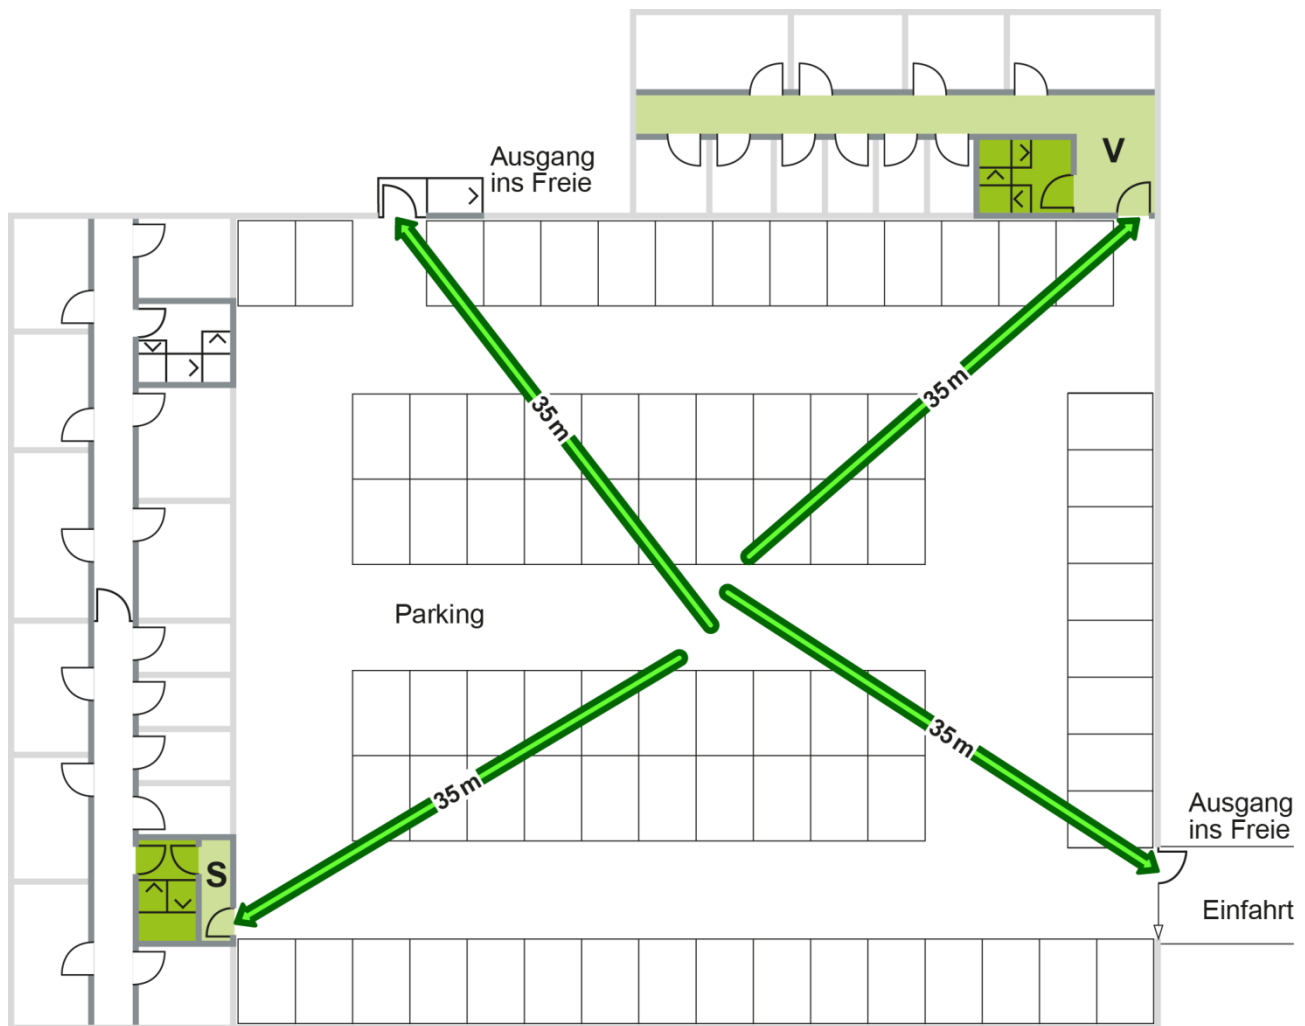 V
Ausgang
ins Freie
35 m
35 m
Parking
35 m
35 m
Ausgang
ins Freie
S
Einfahrt